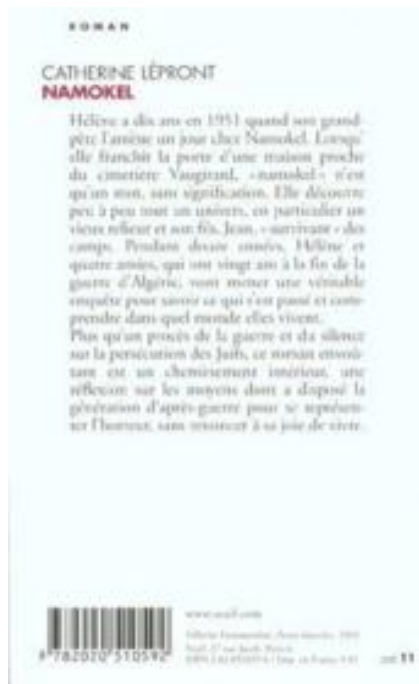 ROMAN
CATHERINE LÉPRONT
NAMOKEL
Hélène a dix ans en 1951 quand son grand-
père l'amène un jour chez Namokel. Lorsqu'
elle franchit la porte d'une maison proche
du cimetière Vaugirard, «namokel» n'est
qu'un mot, sans signification. Elle découvre
peu à peu tout un univers, en particulier un
vieux relieur et son fils, Jean, «survivant» des
camps. Pendant douze années, Hélène et
quatre amies, qui ont vingt ans à la fin de la
guerre d'Algérie, vont mener une véritable
enquête pour savoir ce qui s'est passé et com-
prendre dans quel monde elles vivent.
Plus qu'un procès de la guerre et du silence
sur la persécution des Juifs, ce roman envoû-
tant est un cheminement intérieur, une
réflexion sur les moyens dont a disposé la
génération d'après-guerre pour se représen-
ter l'horreur, sans renoncer à sa joie de vivre.
www.seuil.com
9 782020 510592
11